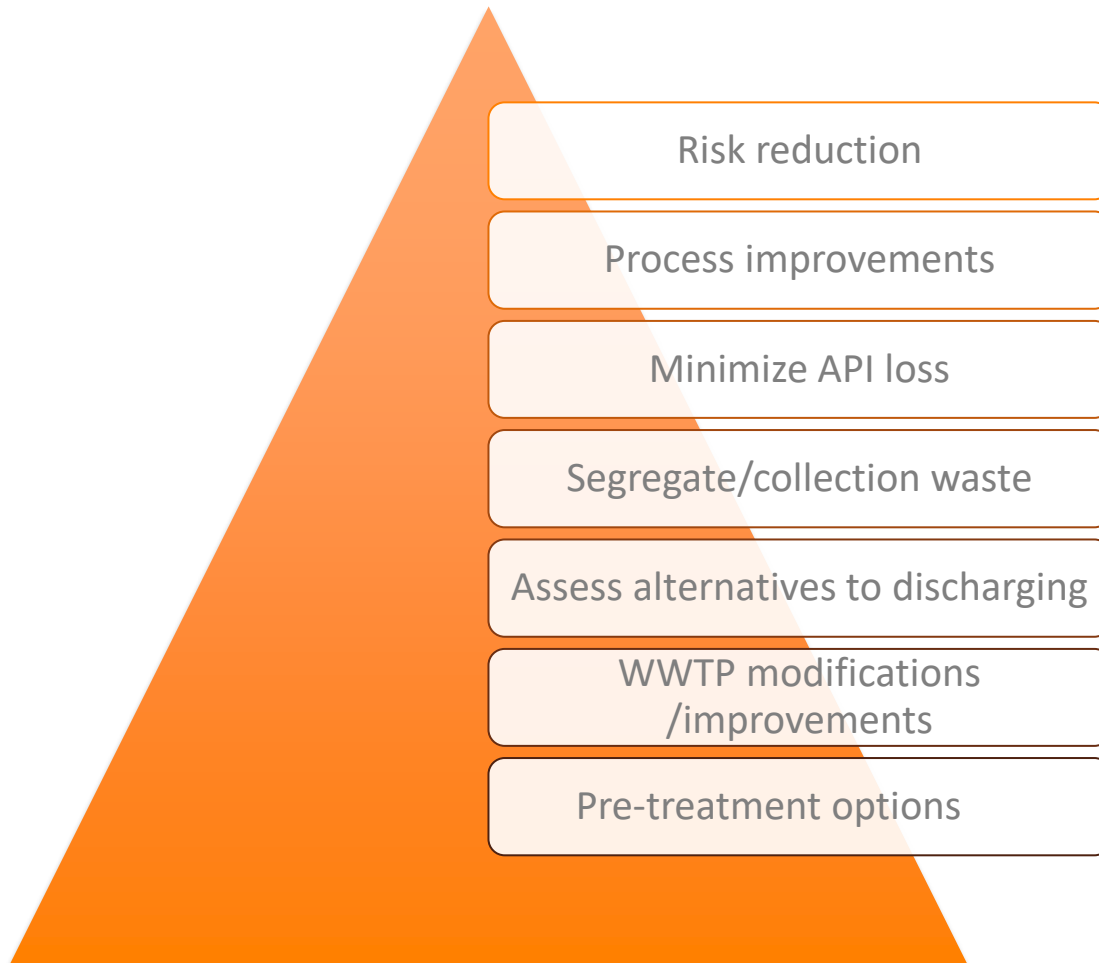 Risk reduction
Process improvements
Minimize API loss
Segregate/collection waste
Assess alternatives to discharging
WWTP modifications
/improvements
Pre-treatment options